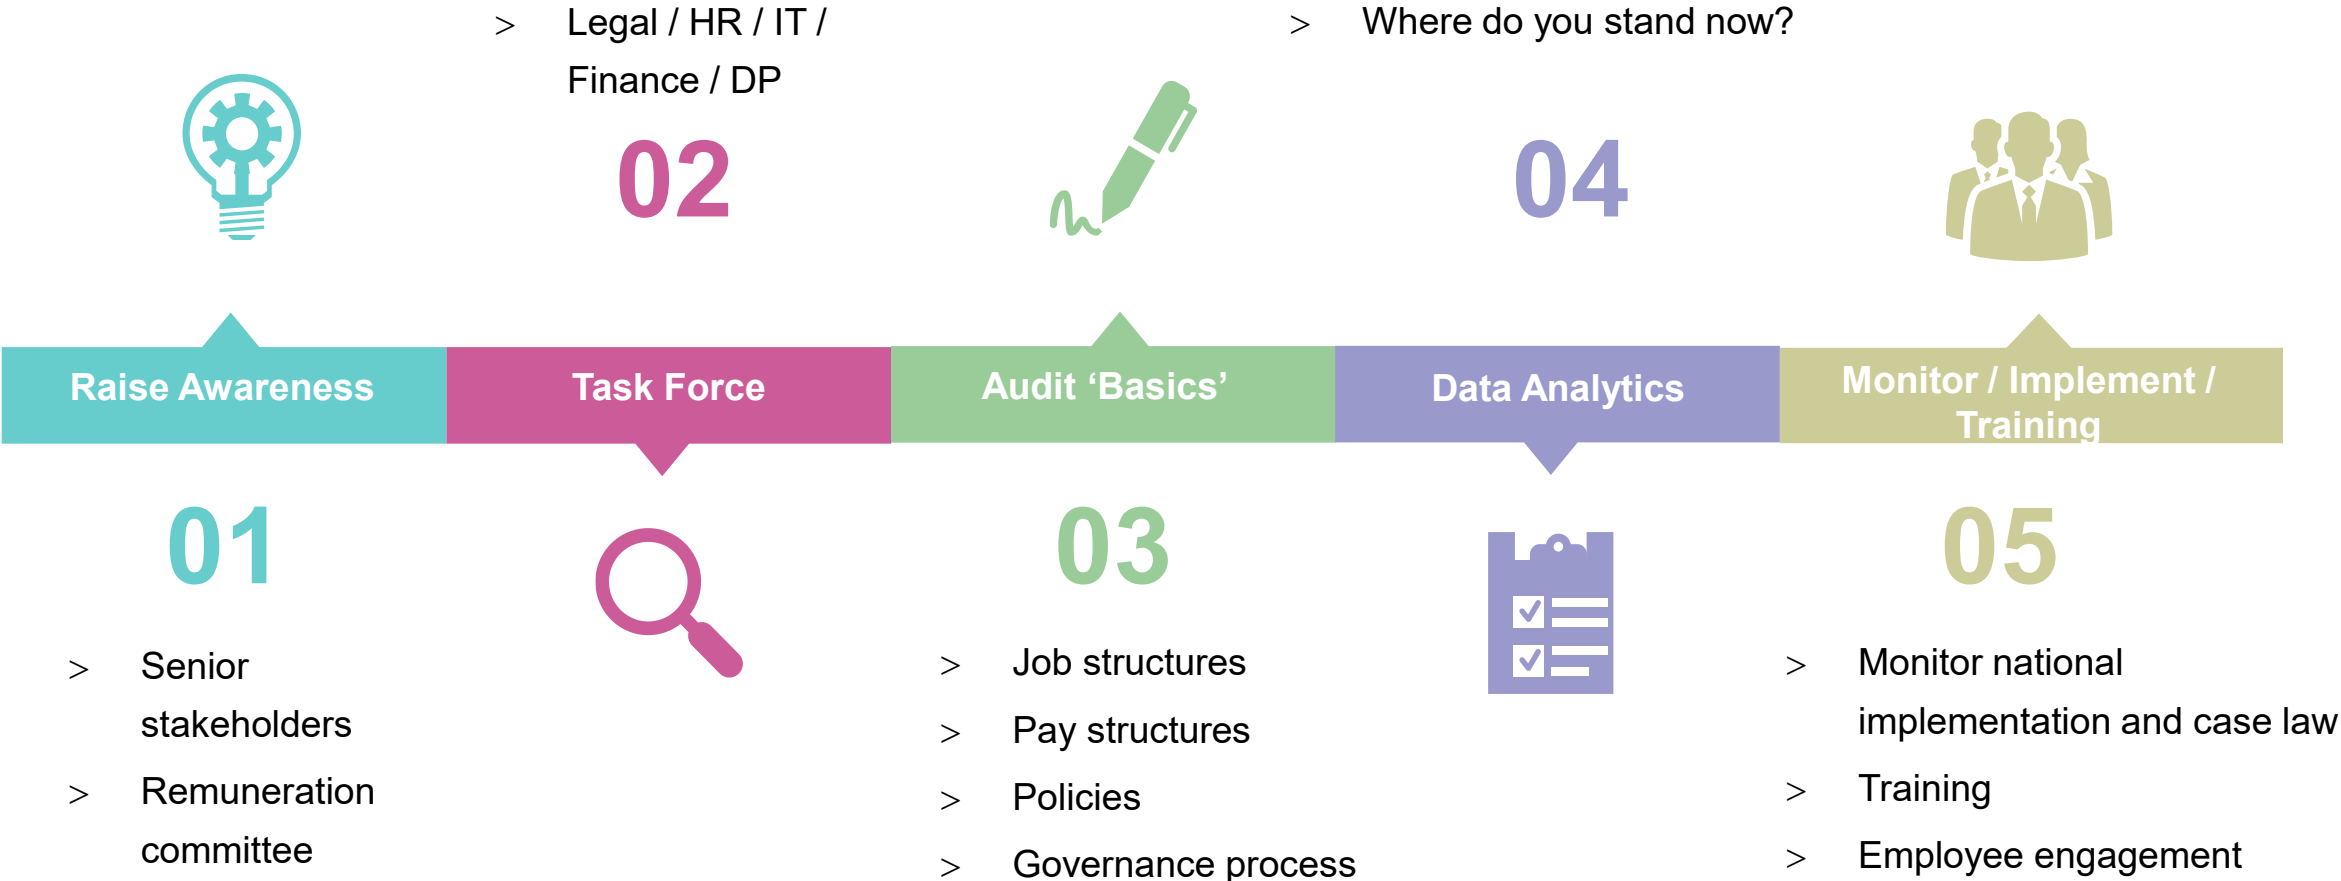 > Legal / HR / IT /
Finance / DP
> Where do you stand now?
02
04
Raise Awareness
Task Force
Audit ‘Basics’
Data Analytics
Monitor / Implement /
Training
01
03
05
> Senior
stakeholders
> Remuneration
committee
> Job structures
> Pay structures
> Policies
> Governance process
> Monitor national
implementation and case law
> Training
> Employee engagement